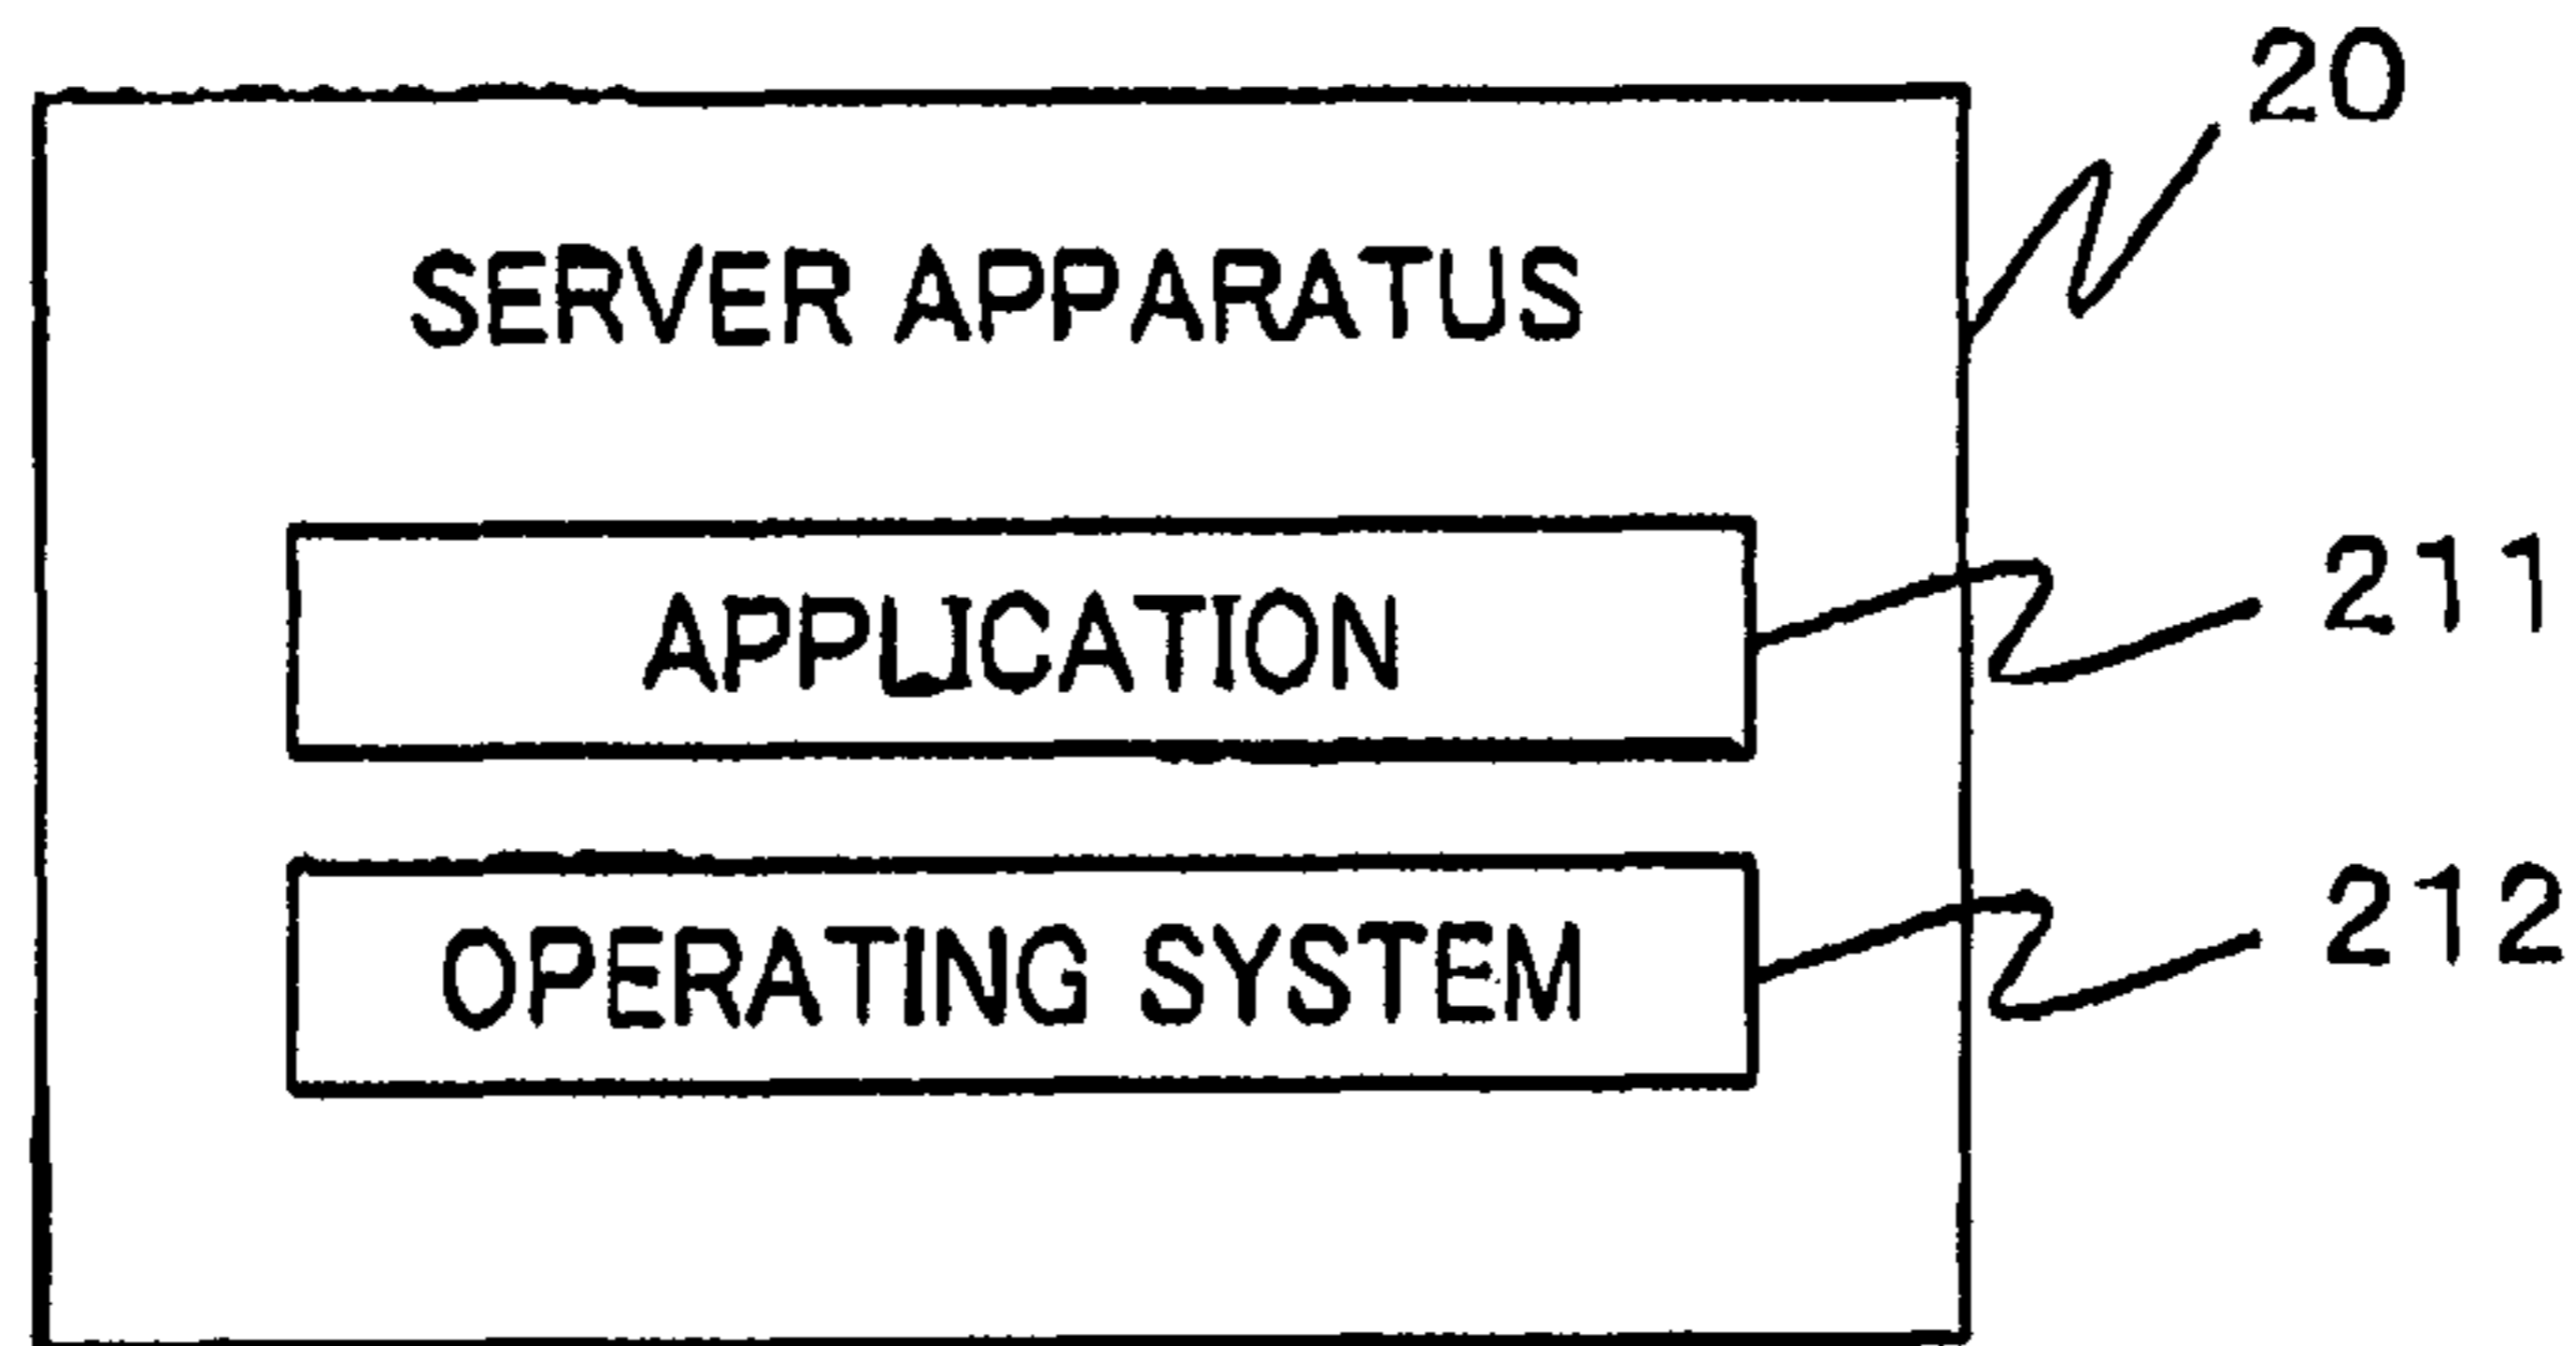 20
SERVER APPARATUS
APPLICATION
211
OPERATING SYSTEM
212